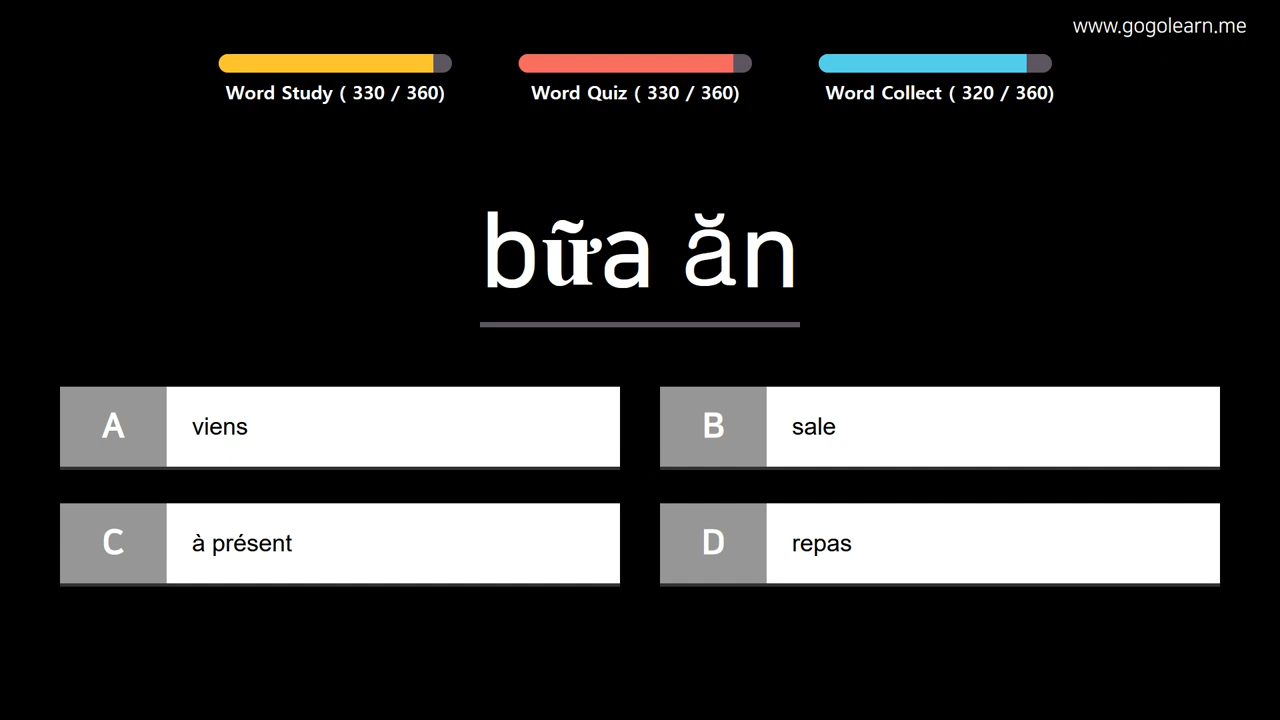 www.gogolearn.me
Word Study ( 330 / 360)
Word Quiz ( 330 / 360)
Word Collect ( 320 / 360)
bữa ăn
A viens
B sale
C à présent
D repas